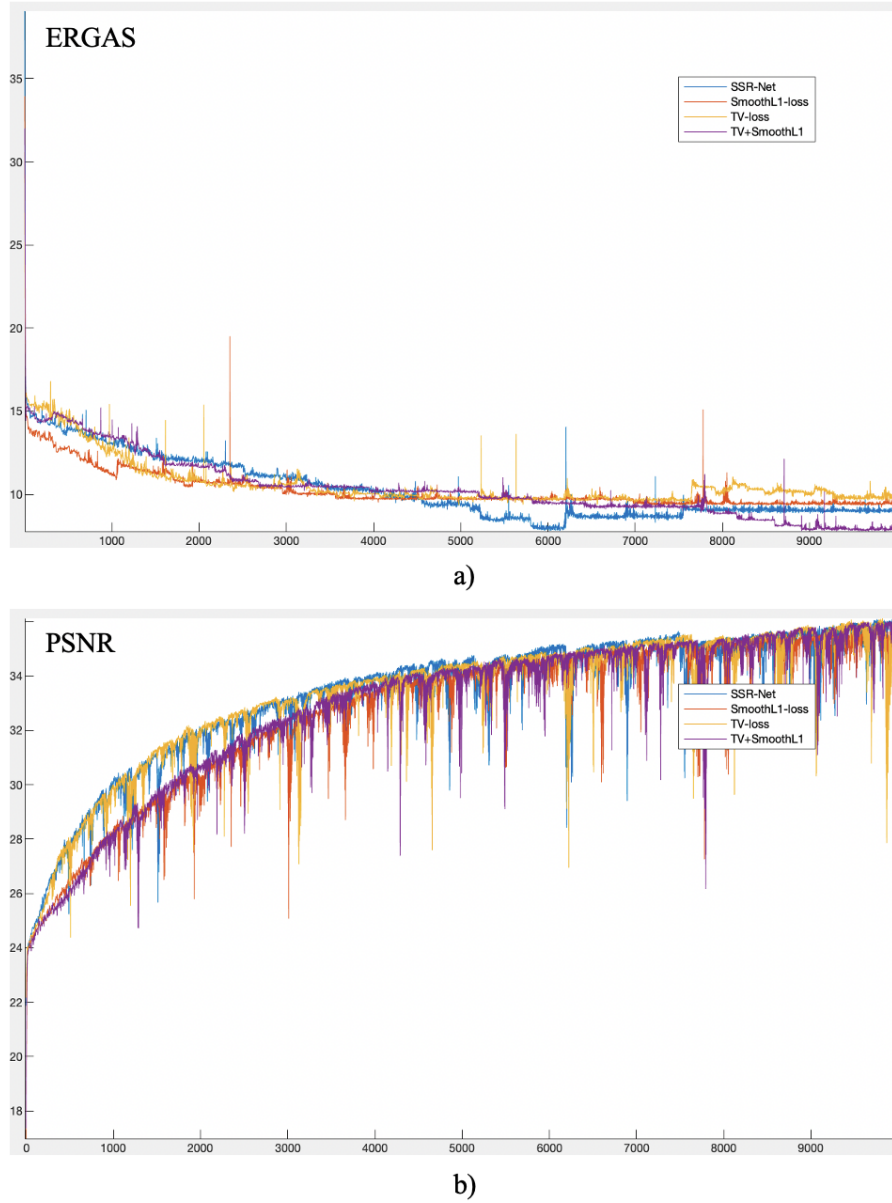 ERGAS
35
30
25
20
15
10
SSR-Net
SmoothL1-loss
TV-loss
TV+SmoothL1
1000 2000 3000 4000 5000 6000 7000 8000 9000
a)
PSNR
34
32
30
28
26
24
22
20
18
SSR-Net
SmoothL1-loss
TV-loss
TV+SmoothL1
0 1000 2000 3000 4000 5000 6000 7000 8000 9000
b)